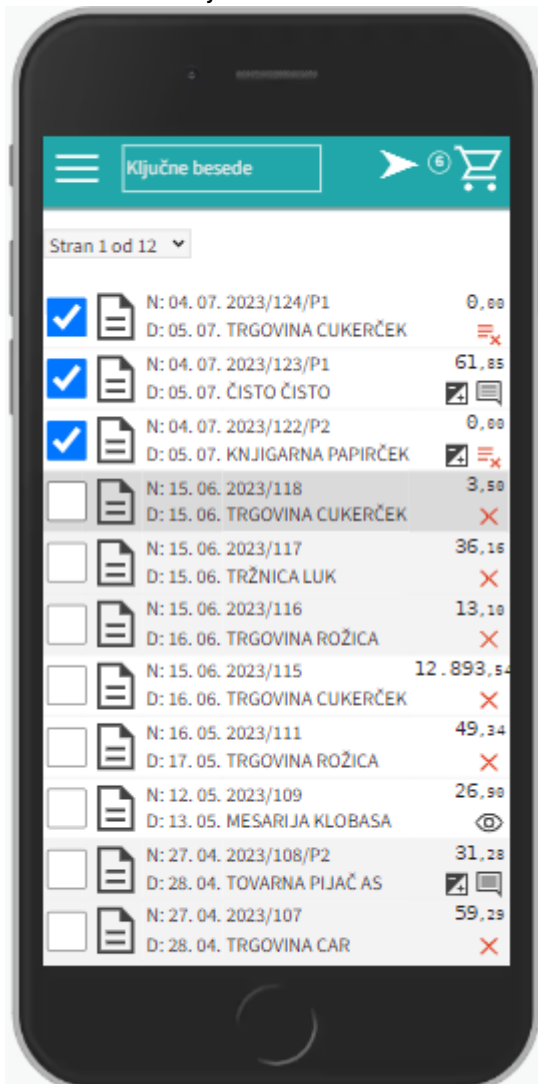 Ključne besede
6
Stran 1 od 12
N: 04. 07. 2023/124/P1 0,00
D: 05. 07. TRGOVINA CUKERČEK
N: 04. 07. 2023/123/P1 61,85
D: 05. 07. ČISTO ČISTO
N: 04. 07. 2023/122/P2 0,00
D: 05. 07. KNJIGARNA PAPIRČEK
N: 15. 06. 2023/118 3,50
D: 15. 06. TRGOVINA CUKERČEK
N: 15. 06. 2023/117 36,16
D: 15. 06. TRŽNICA LUK
N: 15. 06. 2023/116 13,10
D: 16. 06. TRGOVINA ROŽICA
N: 15. 06. 2023/115 12.893,54
D: 16. 06. TRGOVINA CUKERČEK
N: 16. 05. 2023/111 49,34
D: 17. 05. TRGOVINA ROŽICA
N: 12. 05. 2023/109 26,90
D: 13. 05. MESARIJA KLOBASA
N: 27. 04. 2023/108/P2 31,28
D: 28. 04. TOVARNA PIJAČ AS
N: 27. 04. 2023/107 59,29
D: 28. 04. TRGOVINA CAR